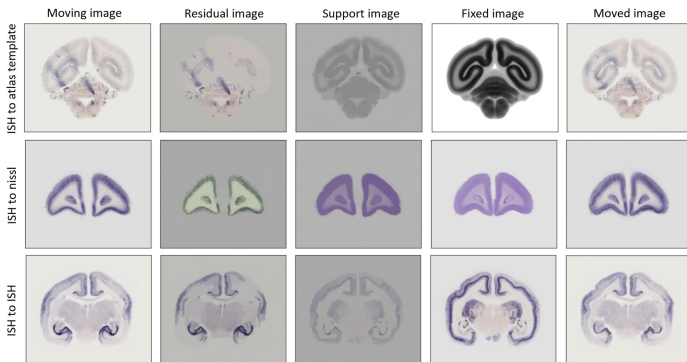 Moving image Residual image Support image Fixed image Moved image
ISH to atlas template
ISH to nissl
ISH to ISH